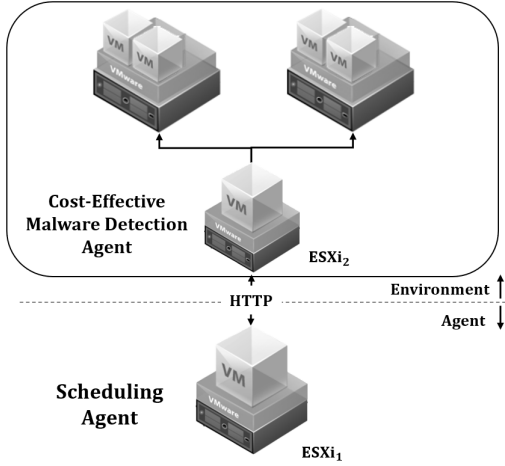 VM
VM
VMware
VM
VM
VMware
Cost-Effective
Malware Detection
Agent
VM
VMware
ESXi2
HTTP
Environment
Agent
Scheduling
Agent
VM
VMware
ESXi1